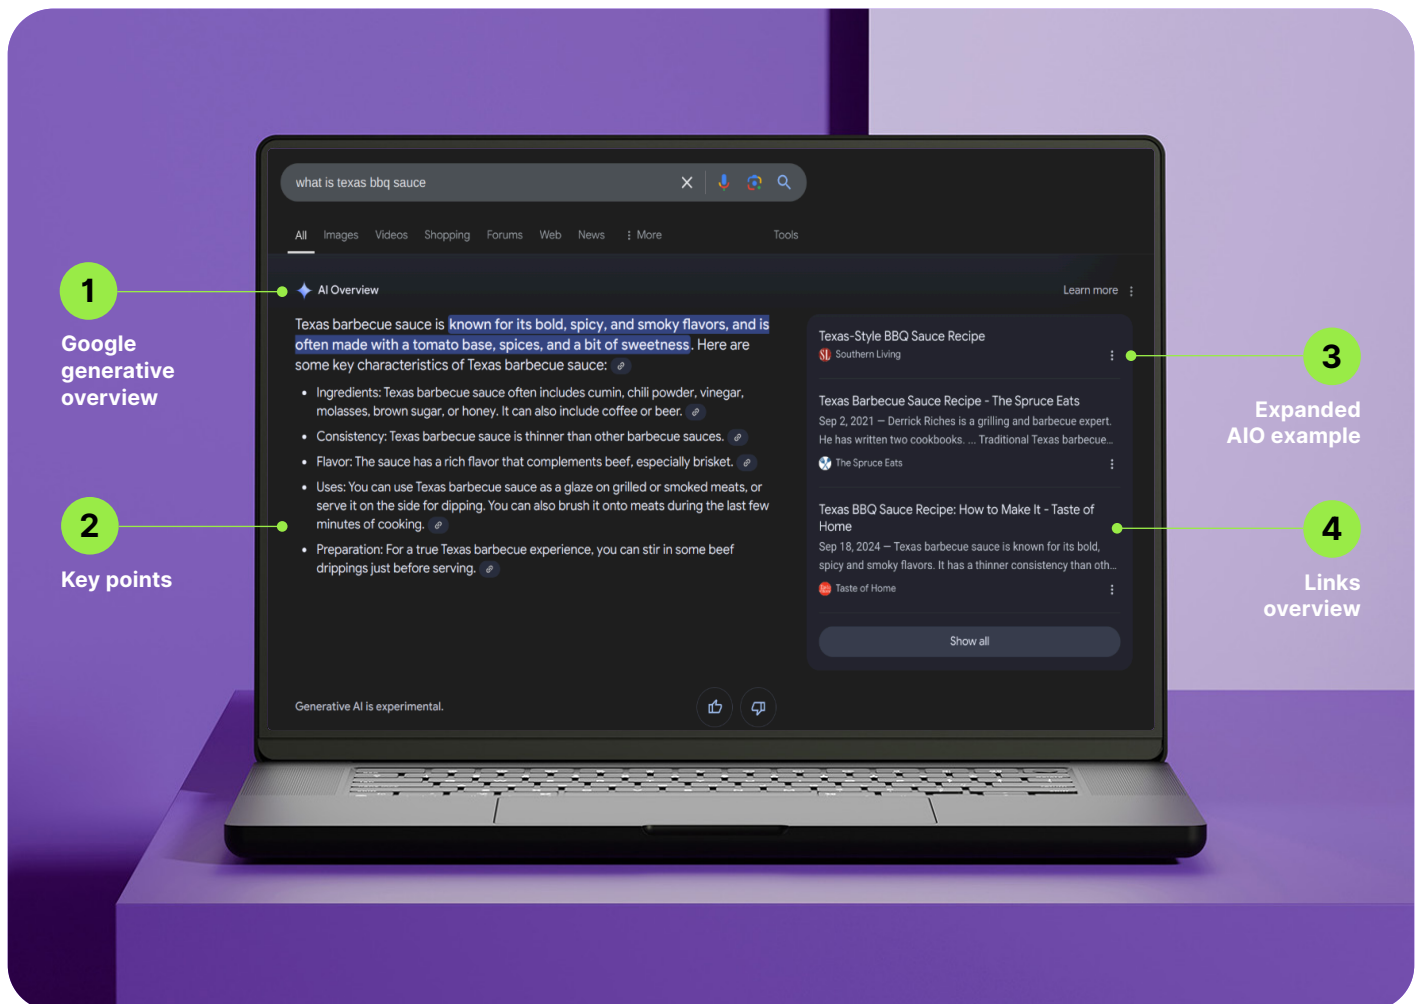 what is texas bbq sauce
All Images Videos Shopping Forums Web News More Tools
1
Google
generative
overview
AI Overview
Learn more
Texas barbecue sauce is known for its bold, spicy, and smoky flavors, and is
often made with a tomato base, spices, and a bit of sweetness. Here are
some key characteristics of Texas barbecue sauce:
• Ingredients: Texas barbecue sauce often includes cumin, chili powder, vinegar,
molasses, brown sugar, or honey. It can also include coffee or beer.
• Consistency: Texas barbecue sauce is thinner than other barbecue sauces.
• Flavor: The sauce has a rich flavor that complements beef, especially brisket.
• Uses: You can use Texas barbecue sauce as a glaze on grilled or smoked meats, or
serve it on the side for dipping. You can also brush it onto meats during the last few
minutes of cooking.
• Preparation: For a true Texas barbecue experience, you can stir in some beef
drippings just before serving.
2
Key points
Texas-Style BBQ Sauce Recipe
SL Southern Living
Texas Barbecue Sauce Recipe - The Spruce Eats
Sep 2, 2021 — Derrick Riches is a grilling and barbecue expert.
He has written two cookbooks. ... Traditional Texas barbecue...
The Spruce Eats
Texas BBQ Sauce Recipe: How to Make It - Taste of
Home
Sep 18, 2024 — Texas barbecue sauce is known for its bold,
spicy and smoky flavors. It has a thinner consistency than oth...
Taste of Home
Show all
3
Expanded
AIO example
4
Links
overview
Generative AI is experimental.